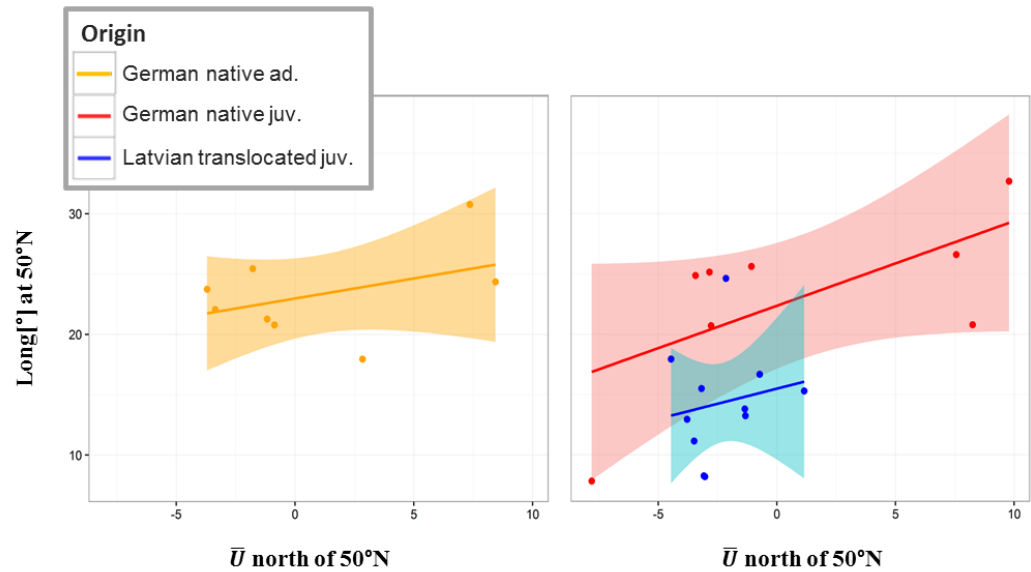 Origin
German native ad.
German native juv.
Latvian translocated juv.
Long[°] at 50°N
30
20
10
-5 0 5 10
-5 0 5 10
U̅ north of 50°N
U̅ north of 50°N